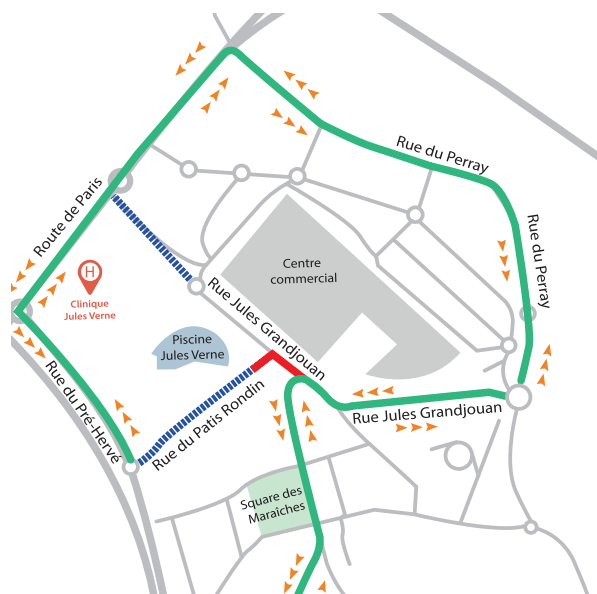 Rue du Perray
Route de Paris
Rue du Perray
H
Clinique
Jules Verne
Centre
commercial
Rue Jules Grandjouan
Piscine
Jules Verne
Rue du Pré-Hervé
Rue du Patis Rondin
Rue Jules Grandjouan
Square des
Maraîches